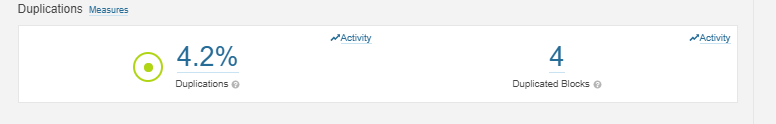 Duplications Measures
Activity
4.2%
Duplications
Activity
4
Duplicated Blocks